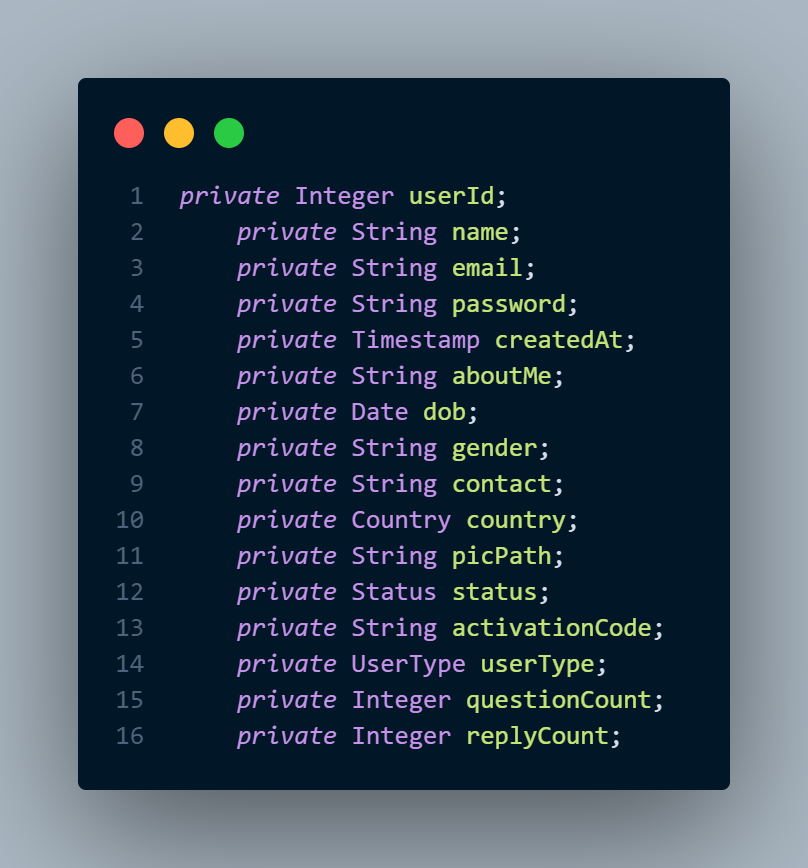 1 private Integer userId;
2 private String name;
3 private String email;
4 private String password;
5 private Timestamp createdAt;
6 private String aboutMe;
7 private Date dob;
8 private String gender;
9 private String contact;
10 private Country country;
11 private String picPath;
12 private Status status;
13 private String activationCode;
14 private UserType userType;
15 private Integer questionCount;
16 private Integer replyCount;